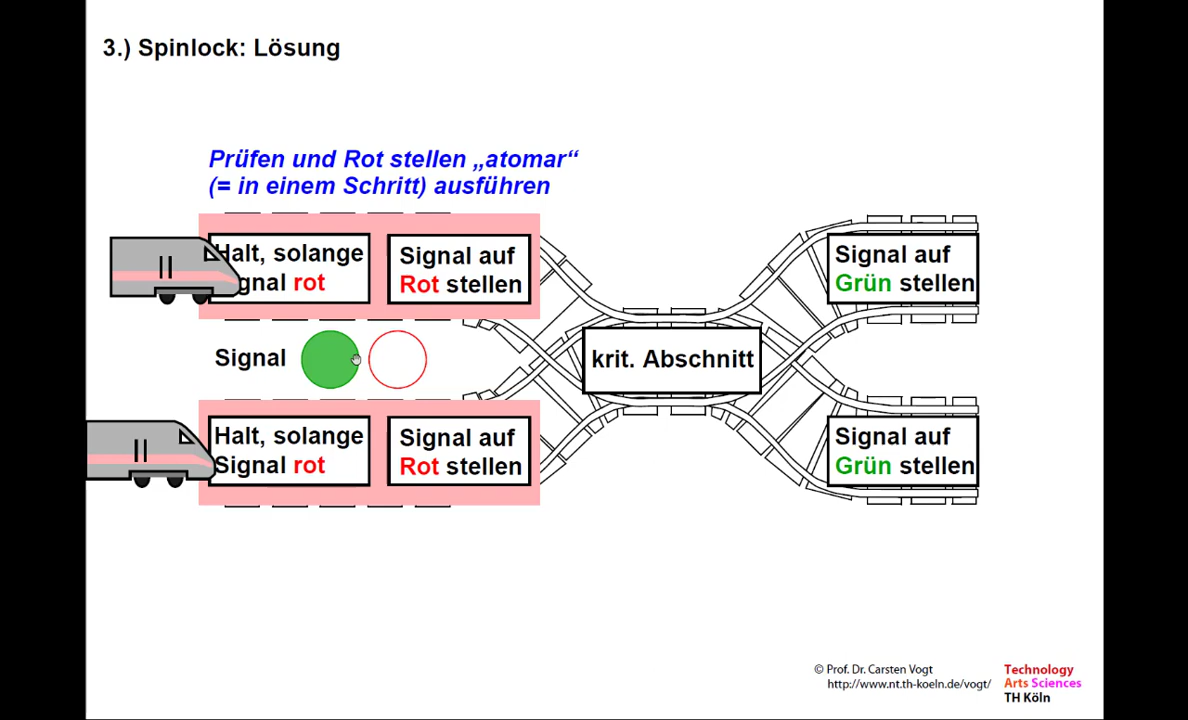 3.) Spinlock: Lösung
Prüfen und Rot stellen „atomar“
(= in einem Schritt) ausführen
Halt, solange
gnal rot
Signal auf
Rot stellen
Signal auf
Grün stellen
Signal
krit. Abschnitt
Halt, solange
Signal rot
Signal auf
Rot stellen
Signal auf
Grün stellen
© Prof. Dr. Carsten Vogt
http://www.nt.th-koeln.de/vogt/
Technology
Arts Sciences
TH Köln